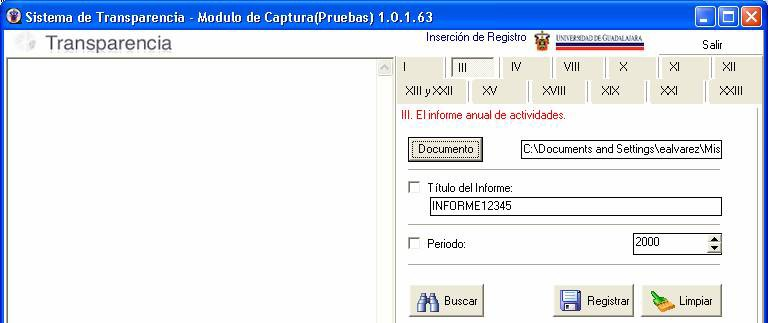 Sistema de Transparencia - Modulo de Captura(Pruebas) 1.0.1.63
Transparencia
Inserción de Registro
UNIVERSIDAD DE GUADALAJARA
Salir
I III IV VIII X XI XII
XIII y XXII XV XVIII XIX XXI XXIII
III. El informe anual de actividades.
Documento C:\Documents and Settings\ealvarez\Mis
Título del Informe:
INFORME12345
Periodo: 2000
Buscar Registrar Limpiar